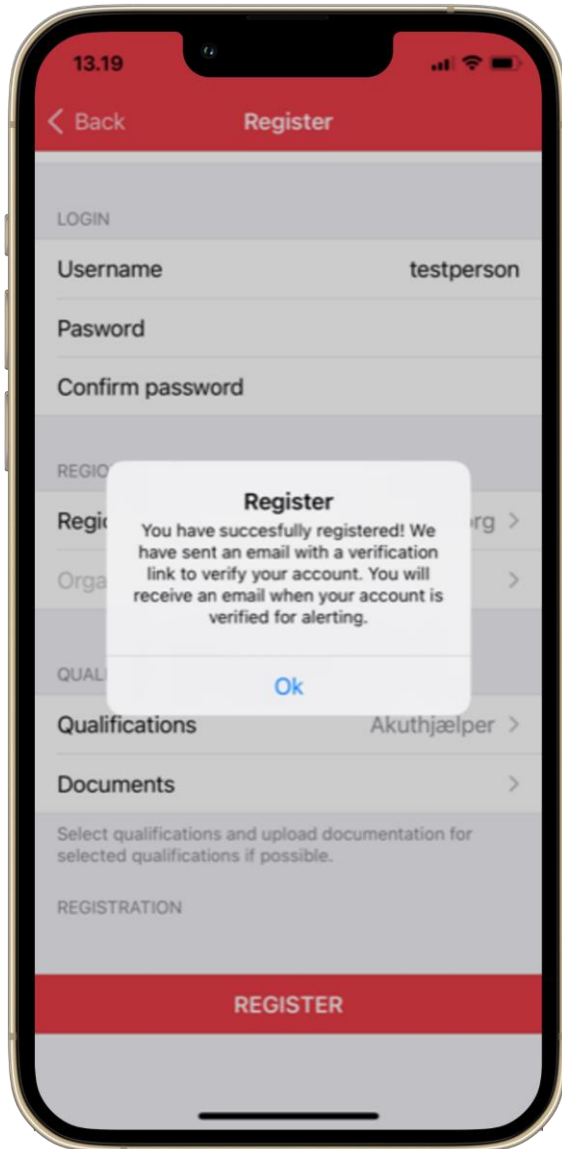 13.19
Back Register
LOGIN
Username testperson
Pasword
Confirm password
Register
You have succesfully registered! We
have sent an email with a verification
link to verify your account. You will
receive an email when your account is
verified for alerting.
Ok
Qualifications Akuthjælper
Documents
Select qualifications and upload documentation for
selected qualifications if possible.
REGISTRATION
REGISTER